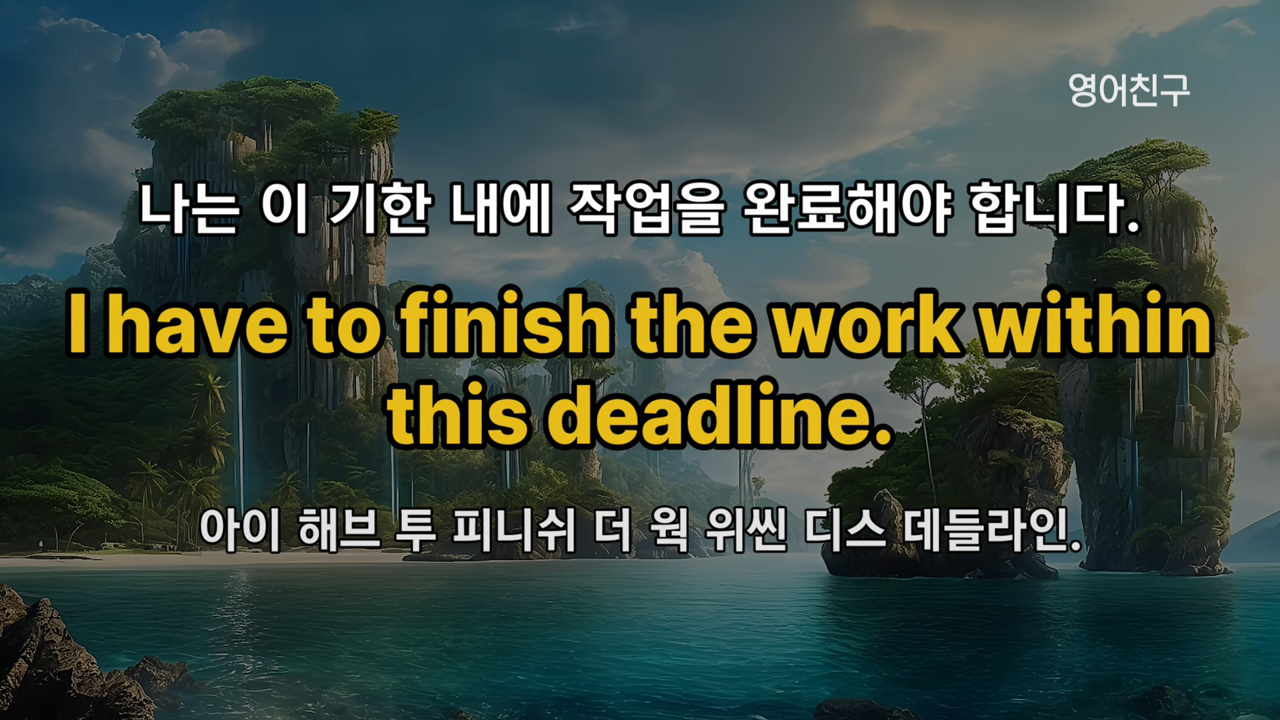 영어친구
나는 이 기한 내에 작업을 완료해야 합니다.
I have to finish the work within
this deadline.
아이 해브 투 피니쉬 더 웍 위씬 디스 데들라인.